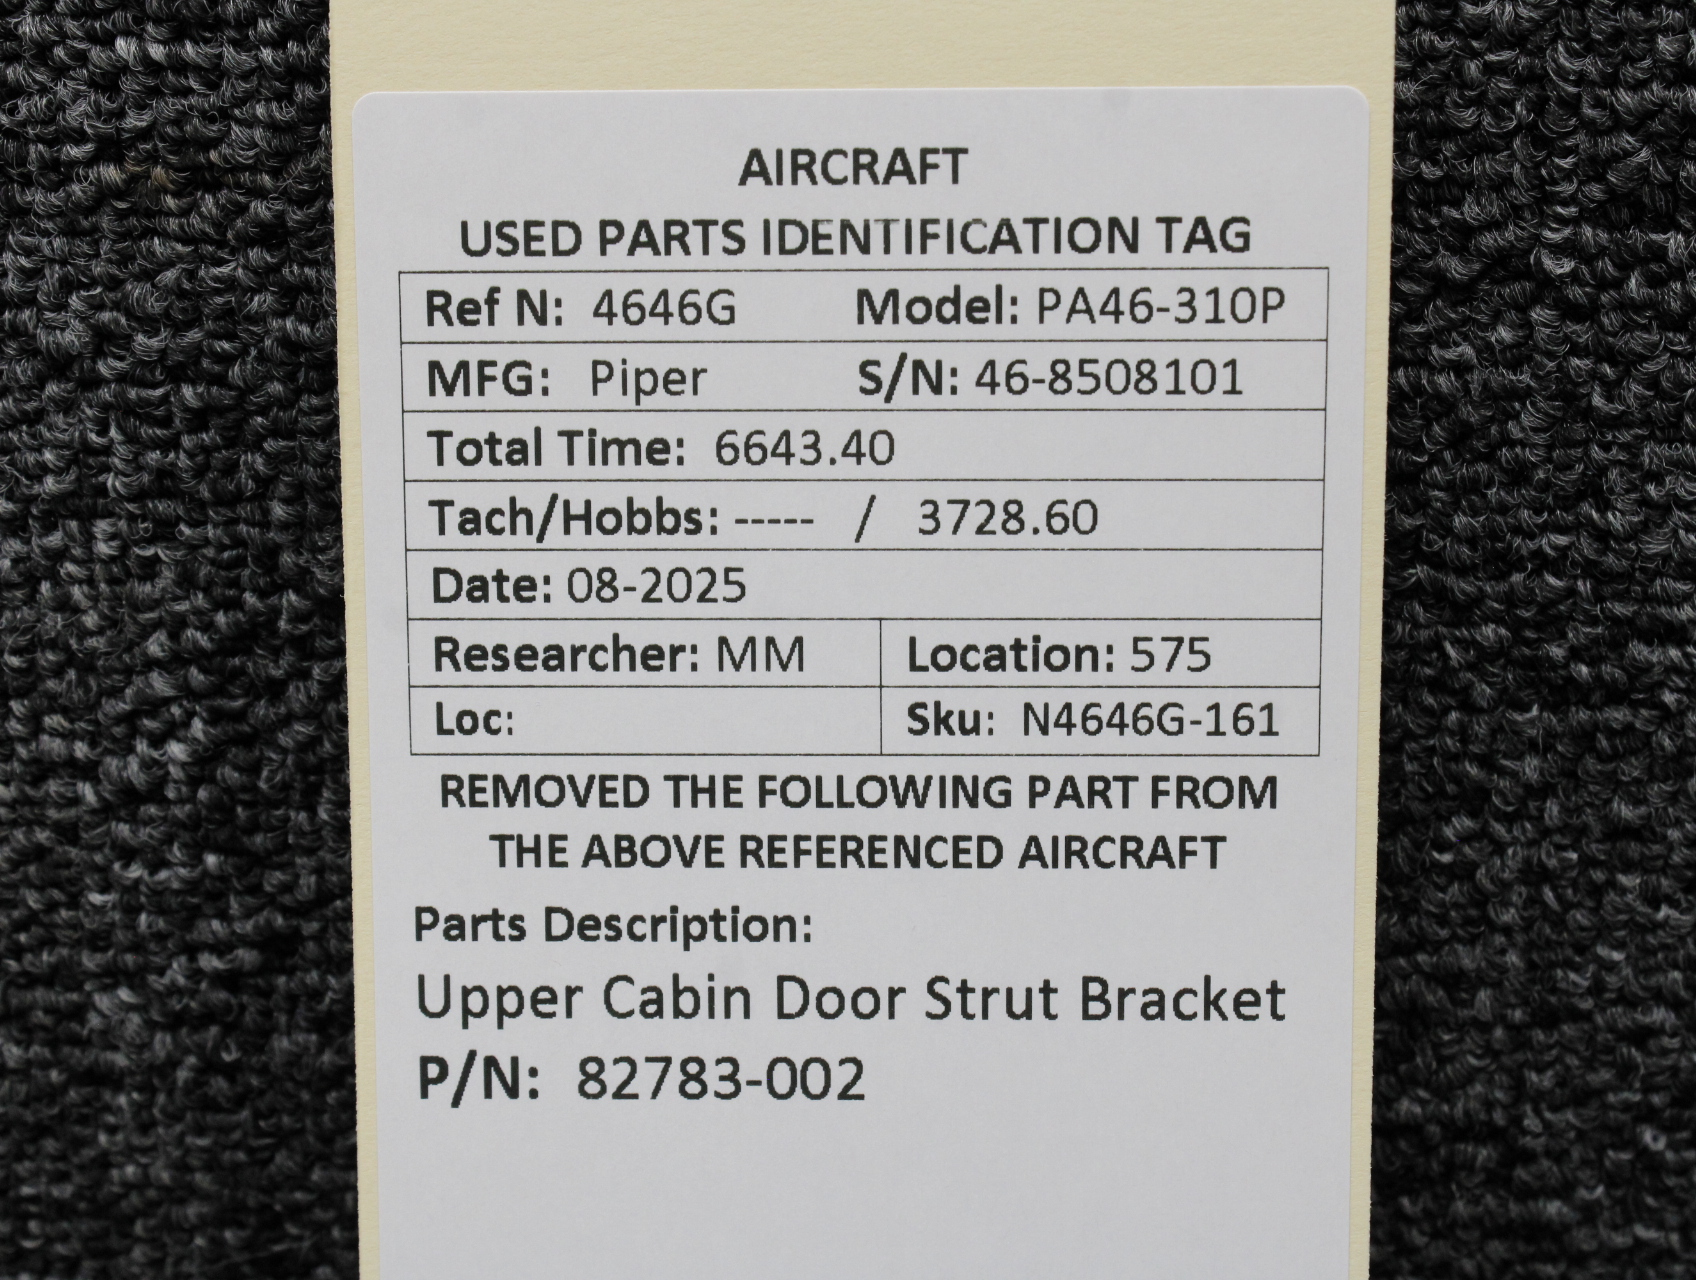 AIRCRAFT
USED PARTS IDENTIFICATION TAG
Ref N: 4646G Model: PA46-310P
MFG: Piper S/N: 46-8508101
Total Time: 6643.40
Tach/Hobbs: ----- / 3728.60
Date: 08-2025
Researcher: MM Location: 575
Loc: Sku: N4646G-161
REMOVED THE FOLLOWING PART FROM
THE ABOVE REFERENCED AIRCRAFT
Parts Description:
Upper Cabin Door Strut Bracket
P/N: 82783-002